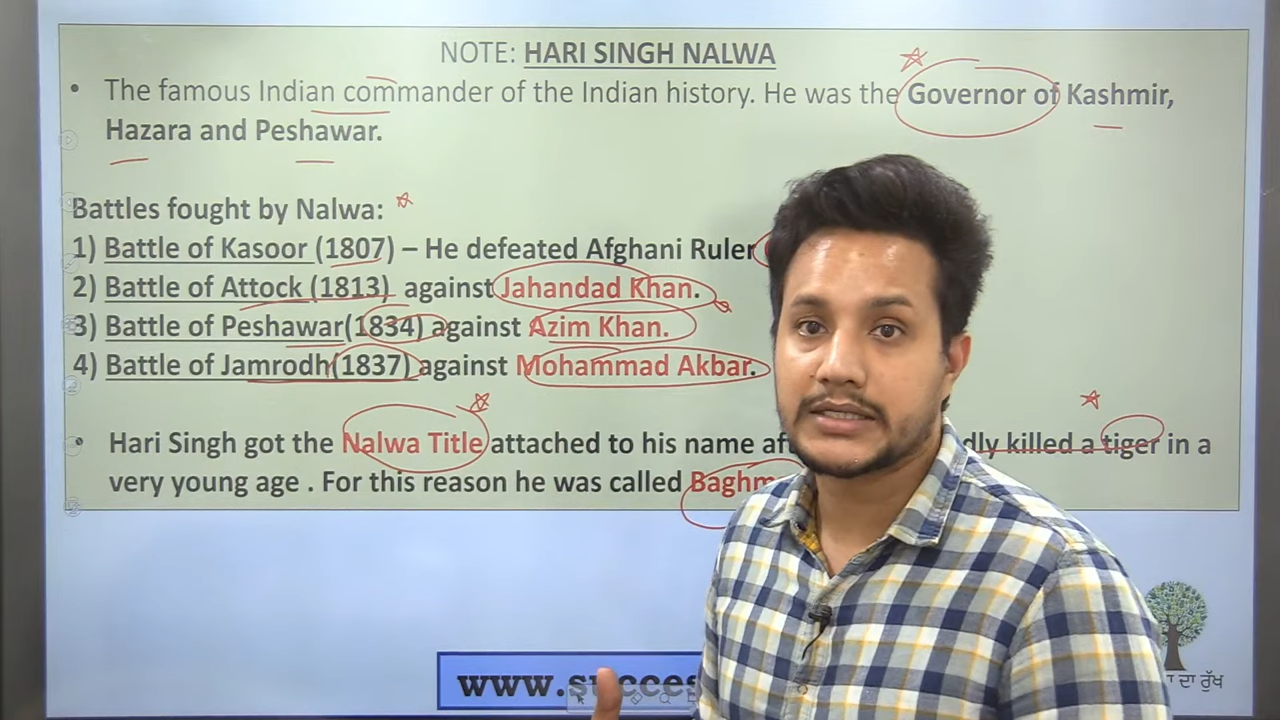 NOTE: HARI SINGH NALWA
• The famous Indian commander of the Indian history. He was the Governor of Kashmir,
Hazara and Peshawar.
Battles fought by Nalwa:
1) Battle of Kasoor (1807) – He defeated Afghani Ruler
2) Battle of Attock (1813) against Jahandad Khan.
3) Battle of Peshawar(1834) against Azim Khan.
4) Battle of Jamrodh(1837) against Mohammad Akbar.
• Hari Singh got the Nalwa Title attached to his name killed a tiger in a
very young age . For this reason he was called
www.succes
ਦਾ ਰੁੱਖ